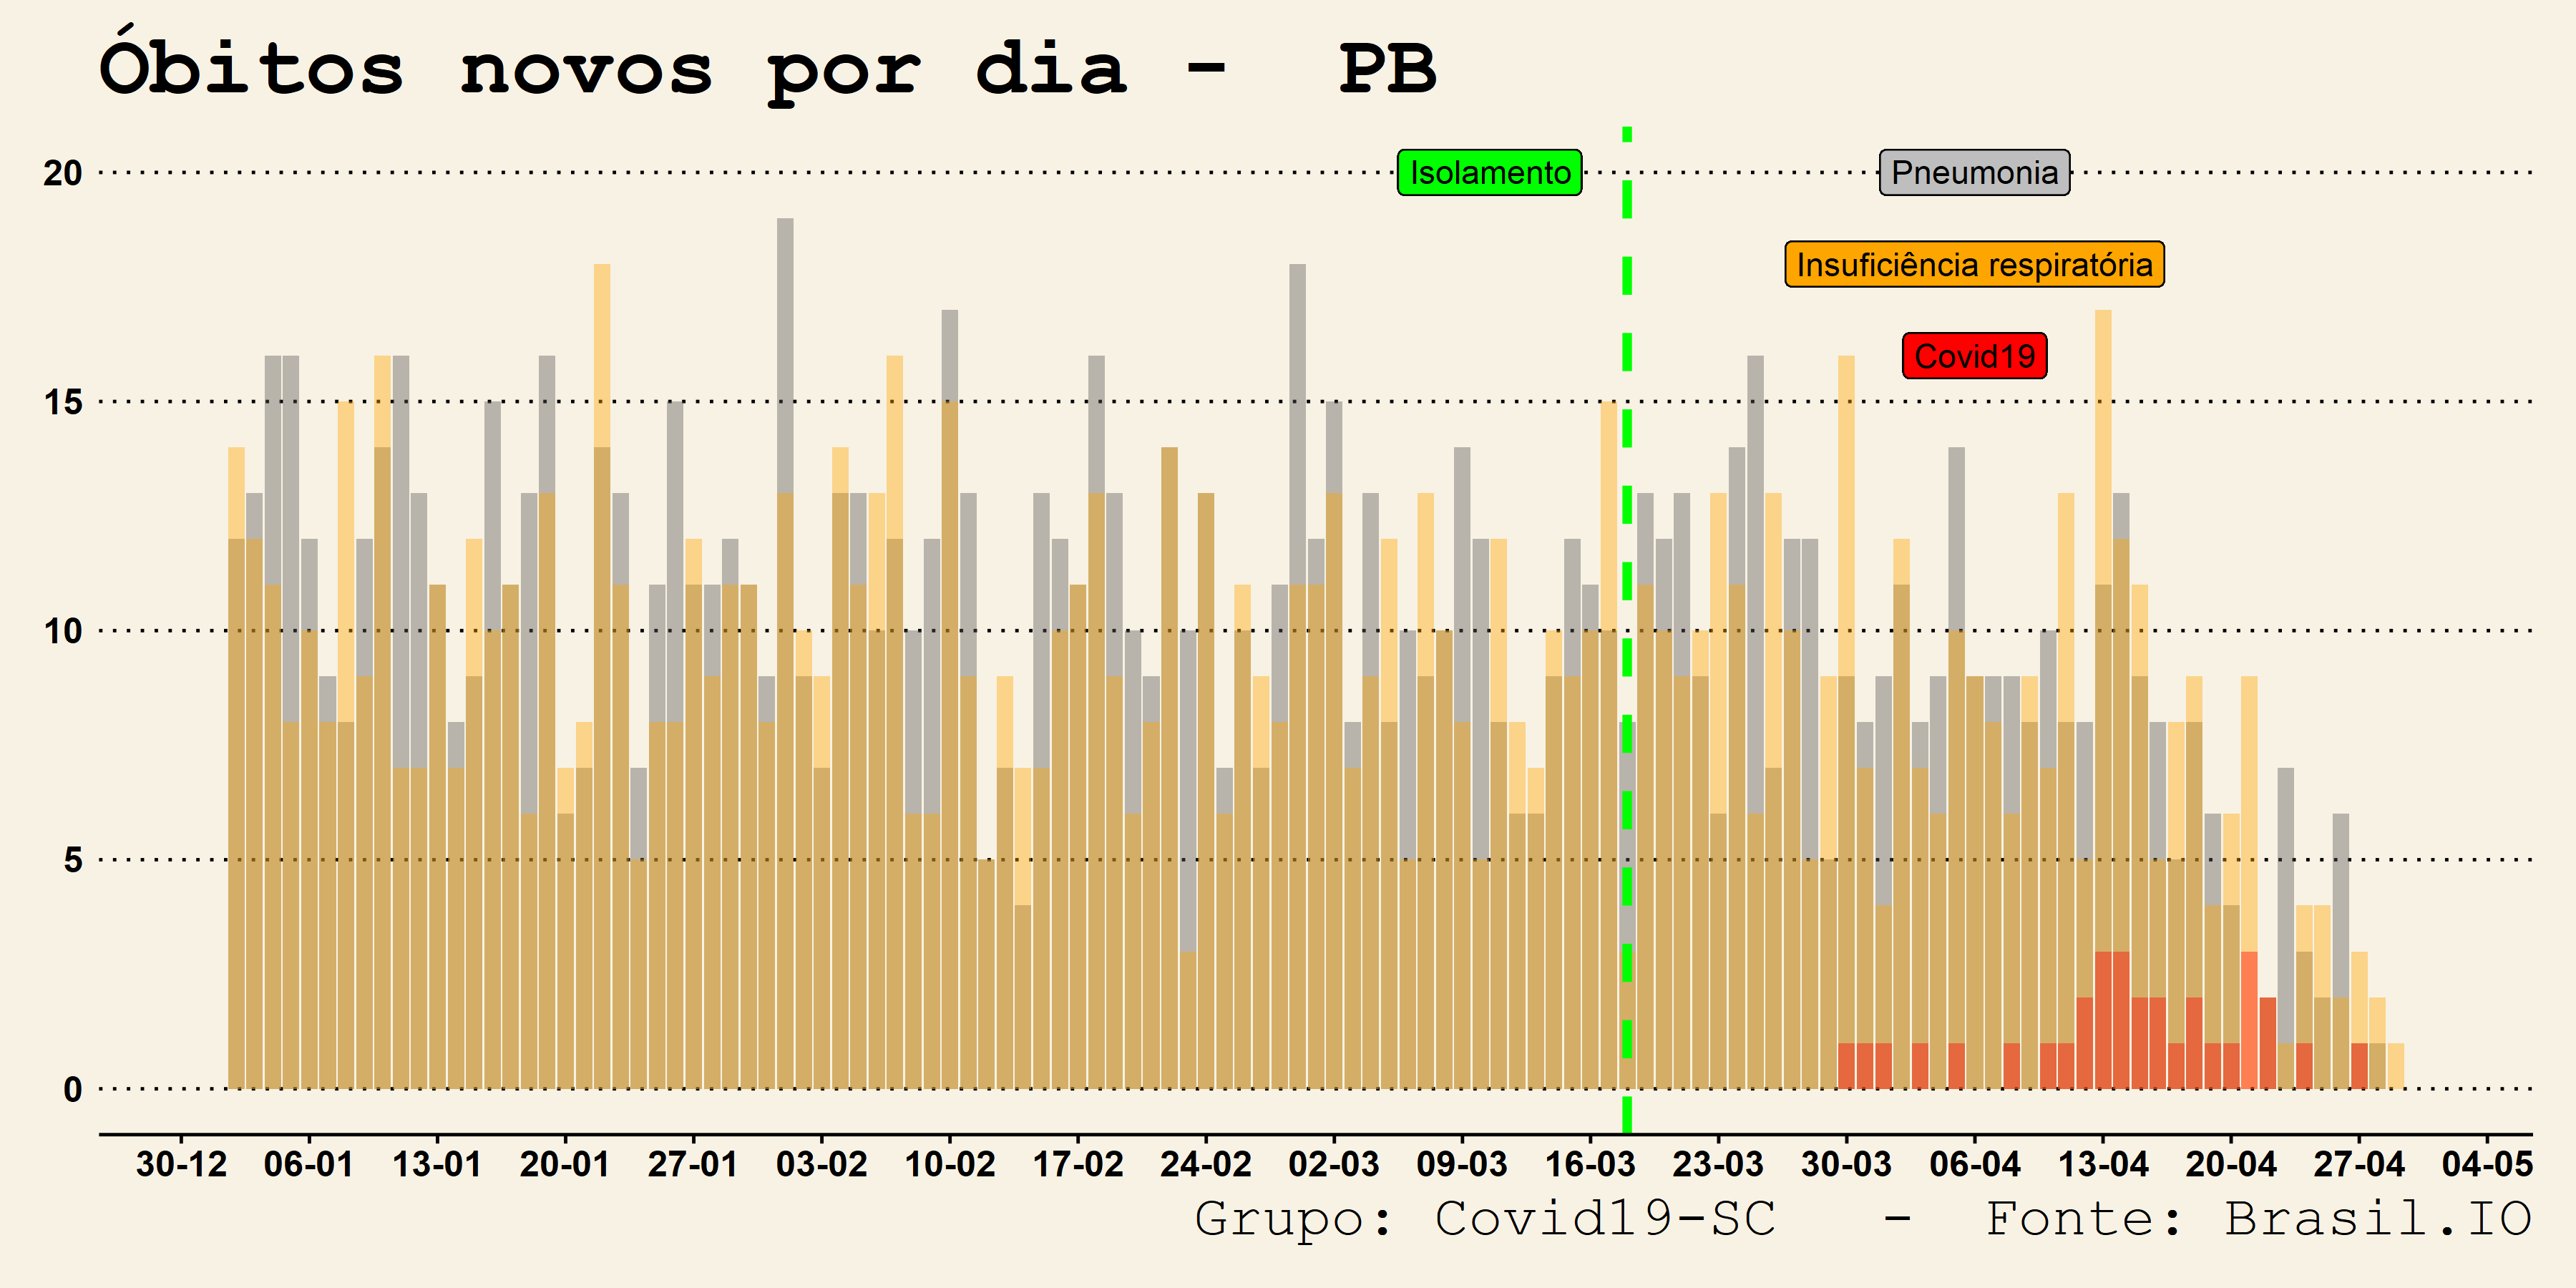 Óbitos novos por dia - PB
20
Isolamento
Pneumonia
Insuficiência respiratória
Covid19
15
10
5
0
30-12 06-01 13-01 20-01 27-01 03-02 10-02 17-02 24-02 02-03 09-03 16-03 23-03 30-03 06-04 13-04 20-04 27-04 04-05
Grupo: Covid19-SC - Fonte: Brasil.IO